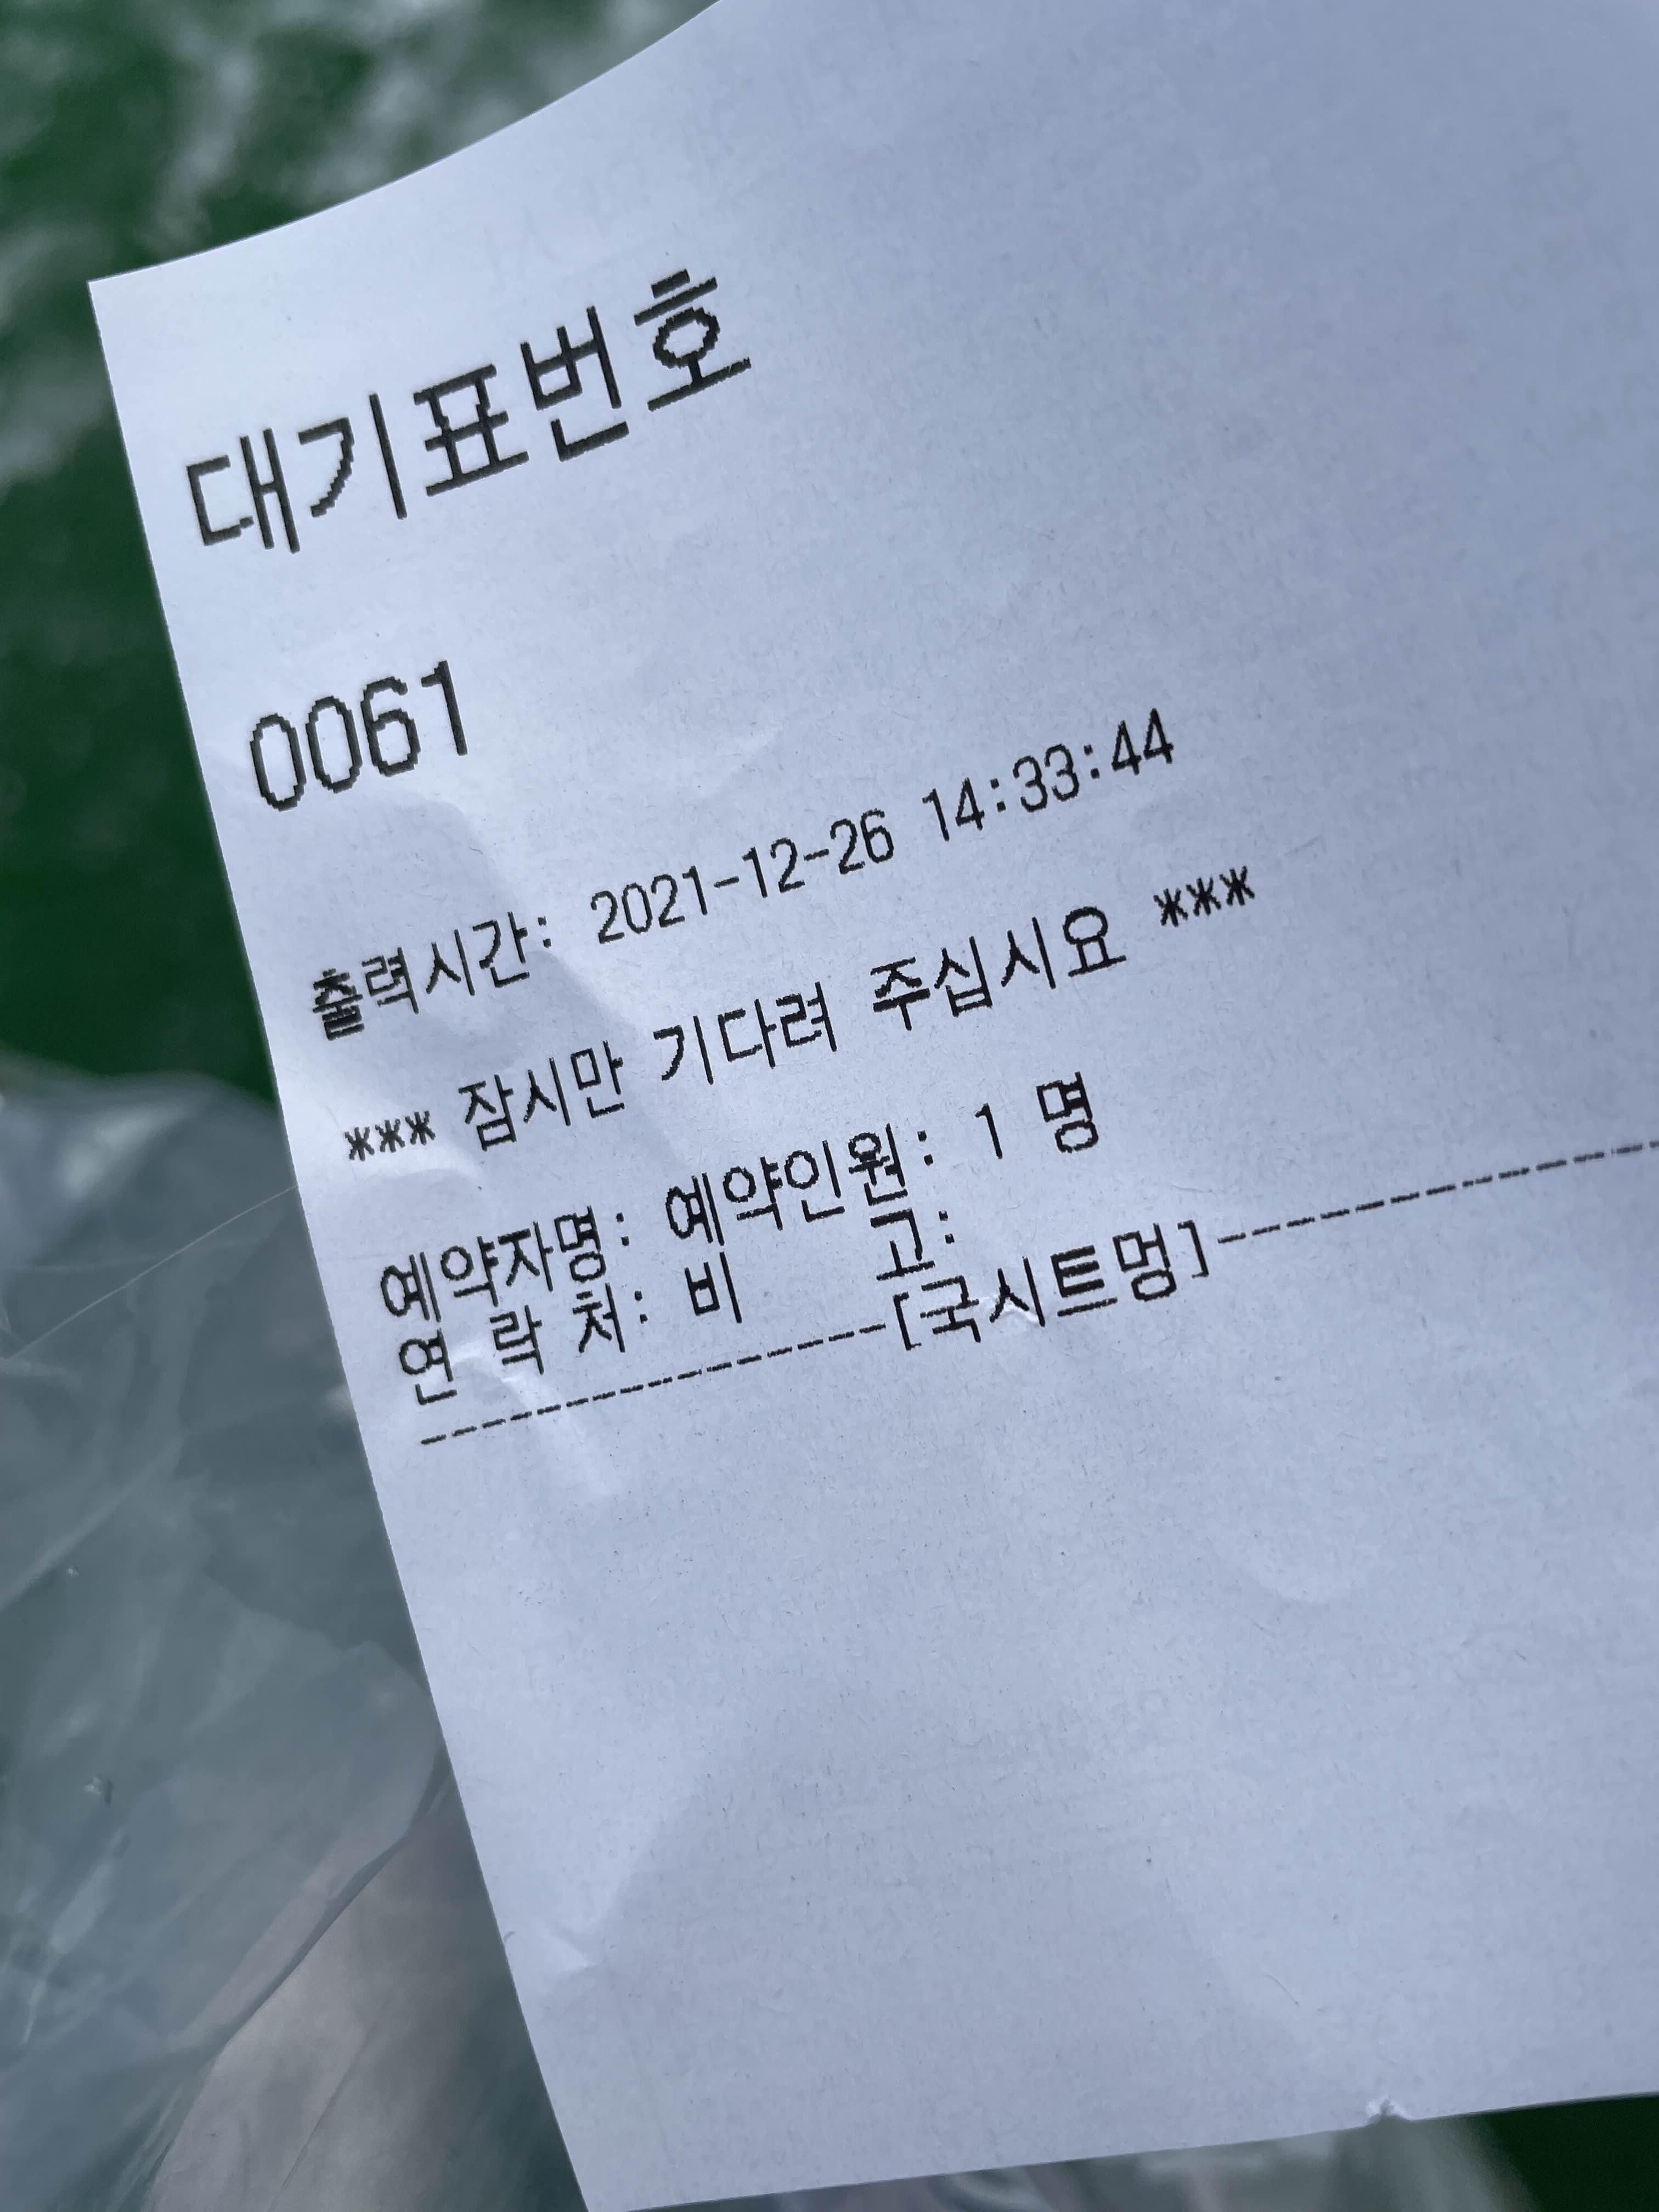 대기표번호
0061
출력시간: 2021-12-26 14:33:44
*** 잠시만 기다려 주십시요 ***
예약자명: 예약인원: 1 명
연 락 처: 비 고:
------------------[국시트멍]------------------